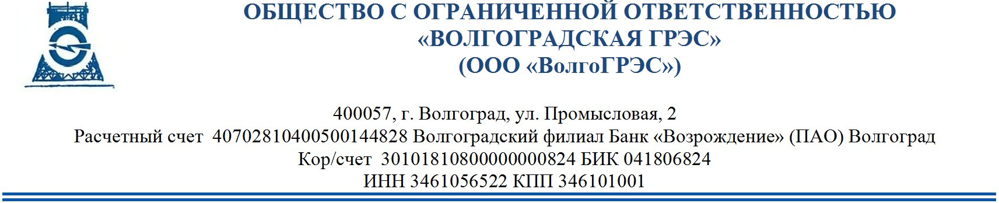 ОБЩЕСТВО С ОГРАНИЧЕННОЙ ОТВЕТСТВЕННОСТЬЮ
«ВОЛГОГРАДСКАЯ ГРЭС»
(ООО «ВолгоГРЭС»)
400057, г. Волгоград, ул. Промысловая, 2
Расчетный счет 40702810400500144828 Волгоградский филиал Банк «Возрождение» (ПАО) Волгоград
Кор/счет 30101810800000000824 БИК 041806824
ИНН 3461056522 КПП 346101001